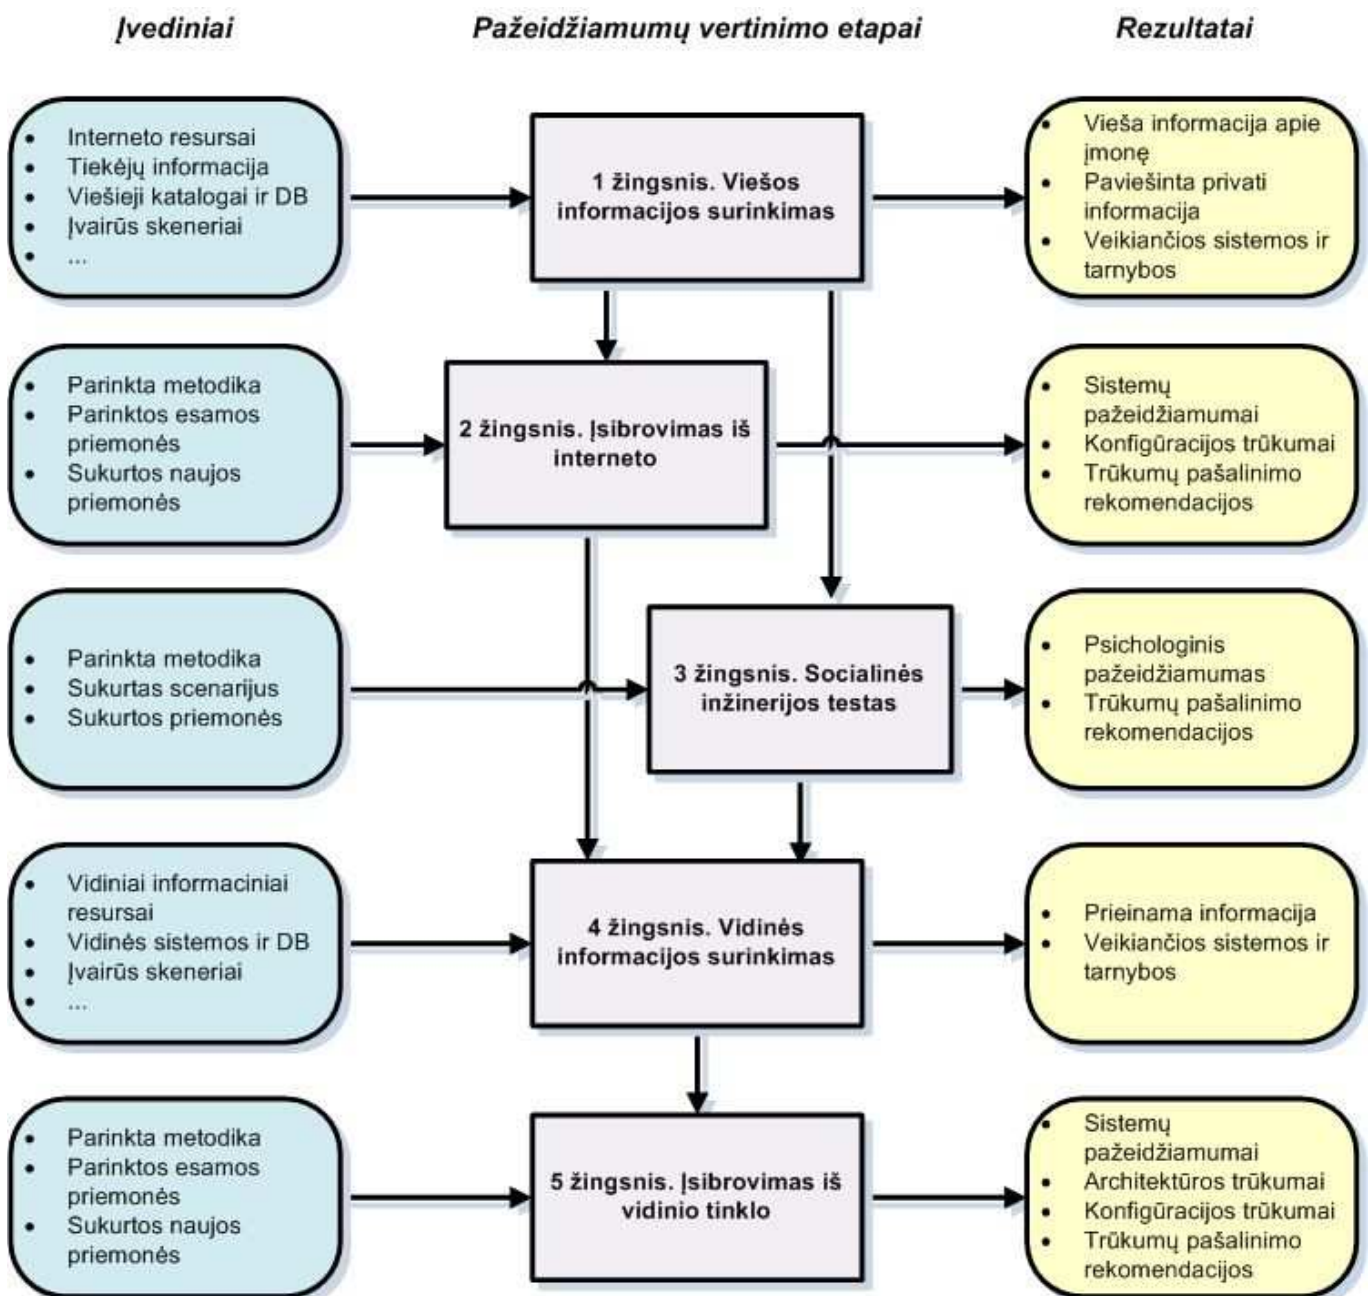 Įvediniai
Pažeidžiamumų vertinimo etapai
Rezultatai
• Interneto resursai
• Tiekėjų informacija
• Viešieji katalogai ir DB
• Įvairūs skeneriai
• ...
1 žingsnis. Viešos
informacijos surinkimas
• Vieša informacija apie
įmonę
• Paviešinta privati
informacija
• Veikiančios sistemos ir
tarnybos
• Parinkta metodika
• Parinktos esamos
priemonės
• Sukurtos naujos
priemonės
2 žingsnis. Įsibrovimas iš
interneto
• Sistemų
pažeidžiamumai
• Konfigūracijos trūkumai
• Trūkumų pašalinimo
rekomendacijos
• Parinkta metodika
• Sukurtas scenarijus
• Sukurtos priemonės
3 žingsnis. Socialinės
inžinerijos testas
• Psichologinis
pažeidžiamumas
• Trūkumų pašalinimo
rekomendacijos
• Vidiniai informaciniai
resursai
• Vidinės sistemos ir DB
• Įvairūs skeneriai
• ...
4 žingsnis. Vidinės
informacijos surinkimas
• Prieinama informacija
• Veikiančios sistemos ir
tarnybos
• Parinkta metodika
• Parinktos esamos
priemonės
• Sukurtos naujos
priemonės
5 žingsnis. Įsibrovimas iš
vidinio tinklo
• Sistemų
pažeidžiamumai
• Architektūros trūkumai
• Konfigūracijos trūkumai
• Trūkumų pašalinimo
rekomendacijos